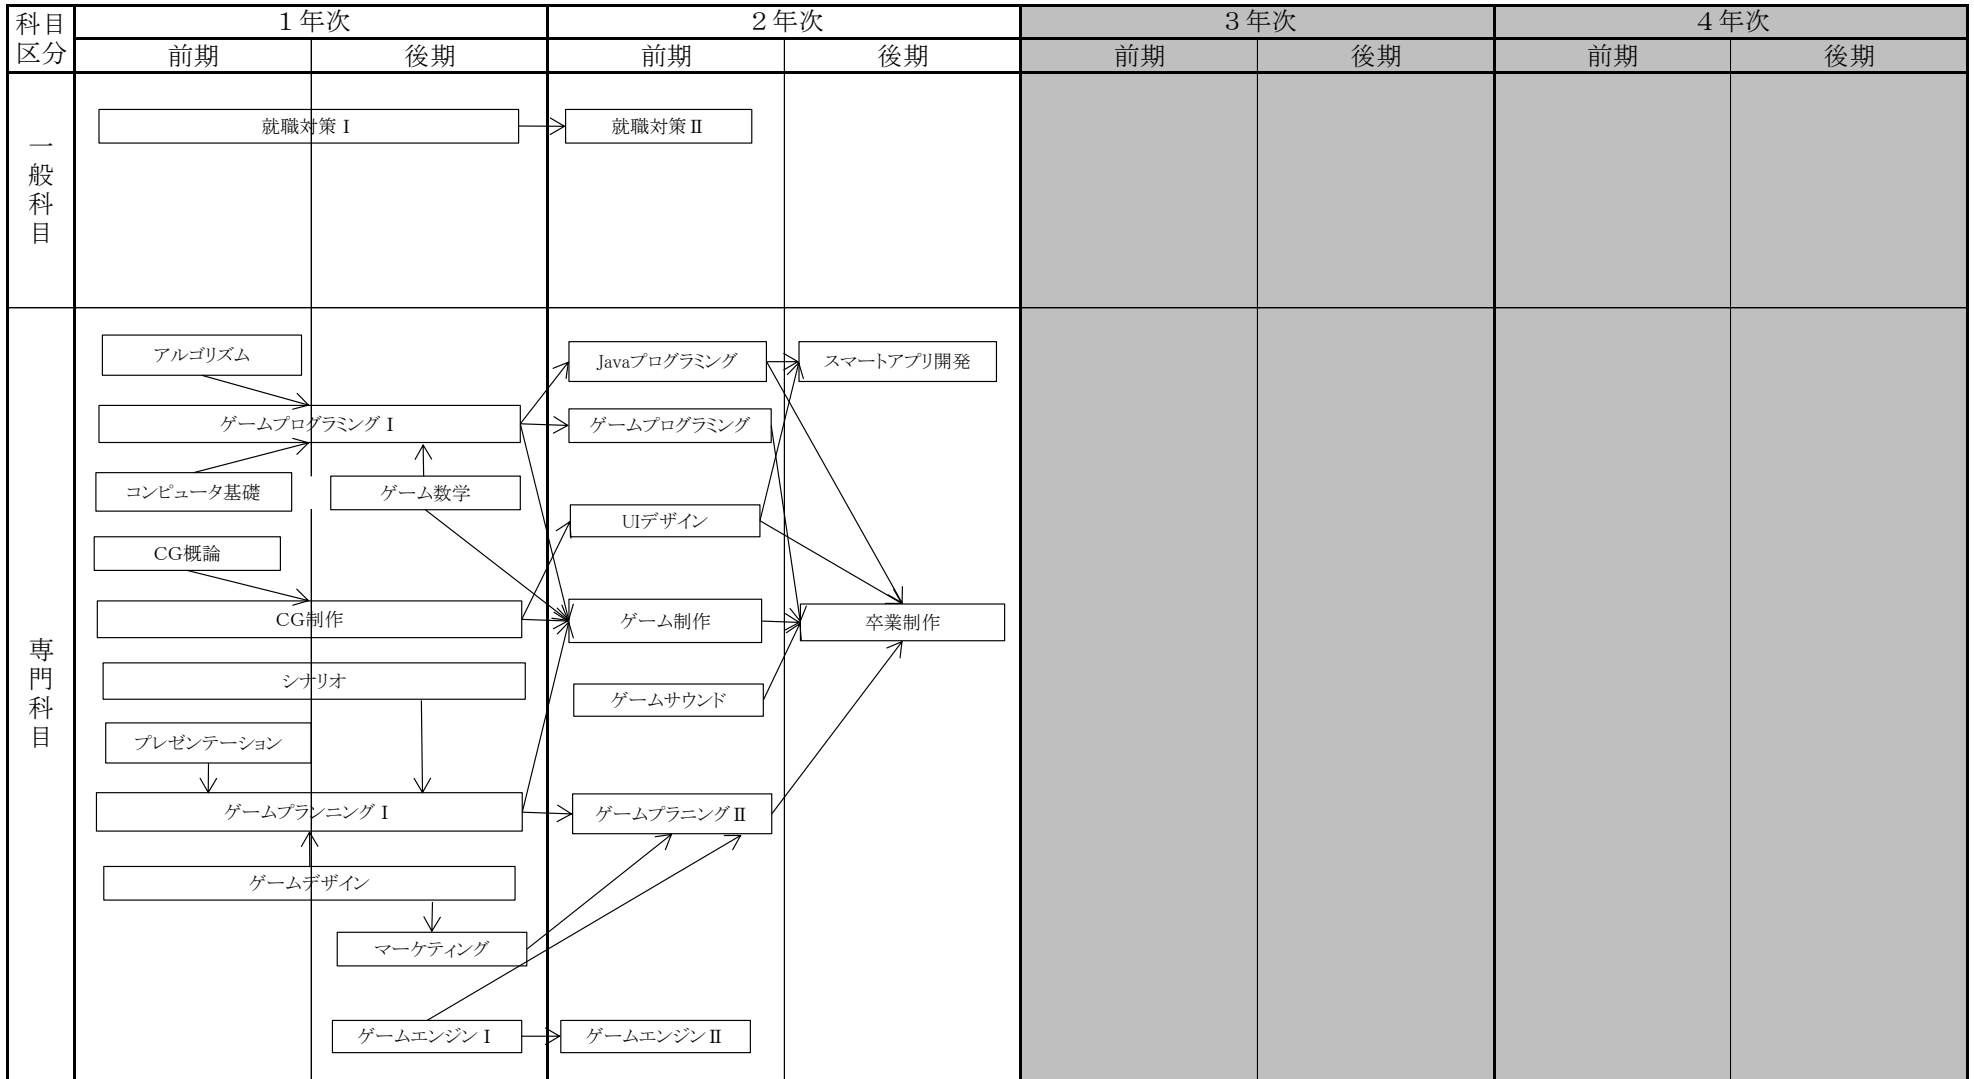 科目
区分
１年次
２年次
３年次
４年次
前期
後期
前期
後期
前期
後期
前期
後期
一般科目
就職対策Ⅰ
就職対策Ⅱ
専門科目
アルゴリズム
Javaプログラミング
スマートアプリ開発
ゲームプログラミングⅠ
ゲームプログラミング
コンピュータ基礎
ゲーム数学
UIデザイン
CG概論
CG制作
ゲーム制作
卒業制作
シナリオ
ゲームサウンド
プレゼンテーション
ゲームプランニングⅠ
ゲームプラニングⅡ
ゲームデザイン
マーケティング
ゲームエンジンⅠ
ゲームエンジンⅡ